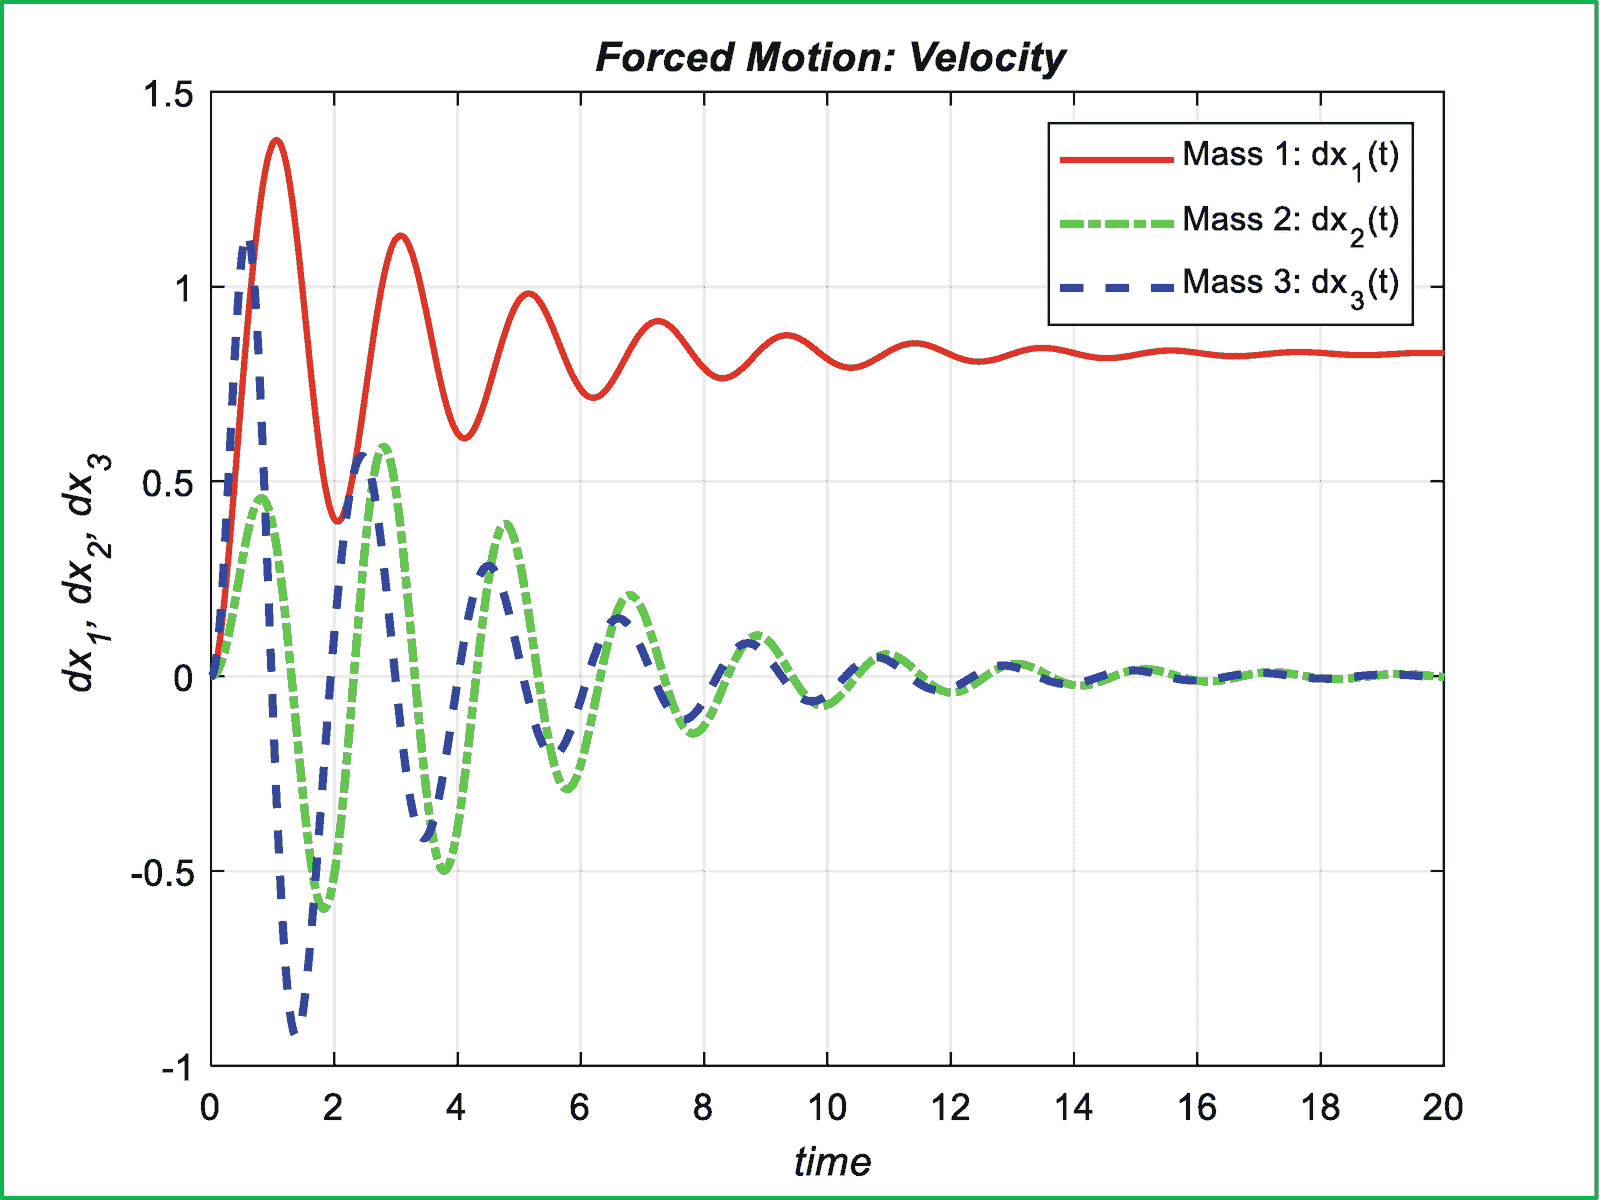 Forced Motion: Velocity
1.5
1
0.5
0
-0.5
-1
dx1, dx2, dx3
Mass 1: dx1(t)
Mass 2: dx2(t)
Mass 3: dx3(t)
0 2 4 6 8 10 12 14 16 18 20
time